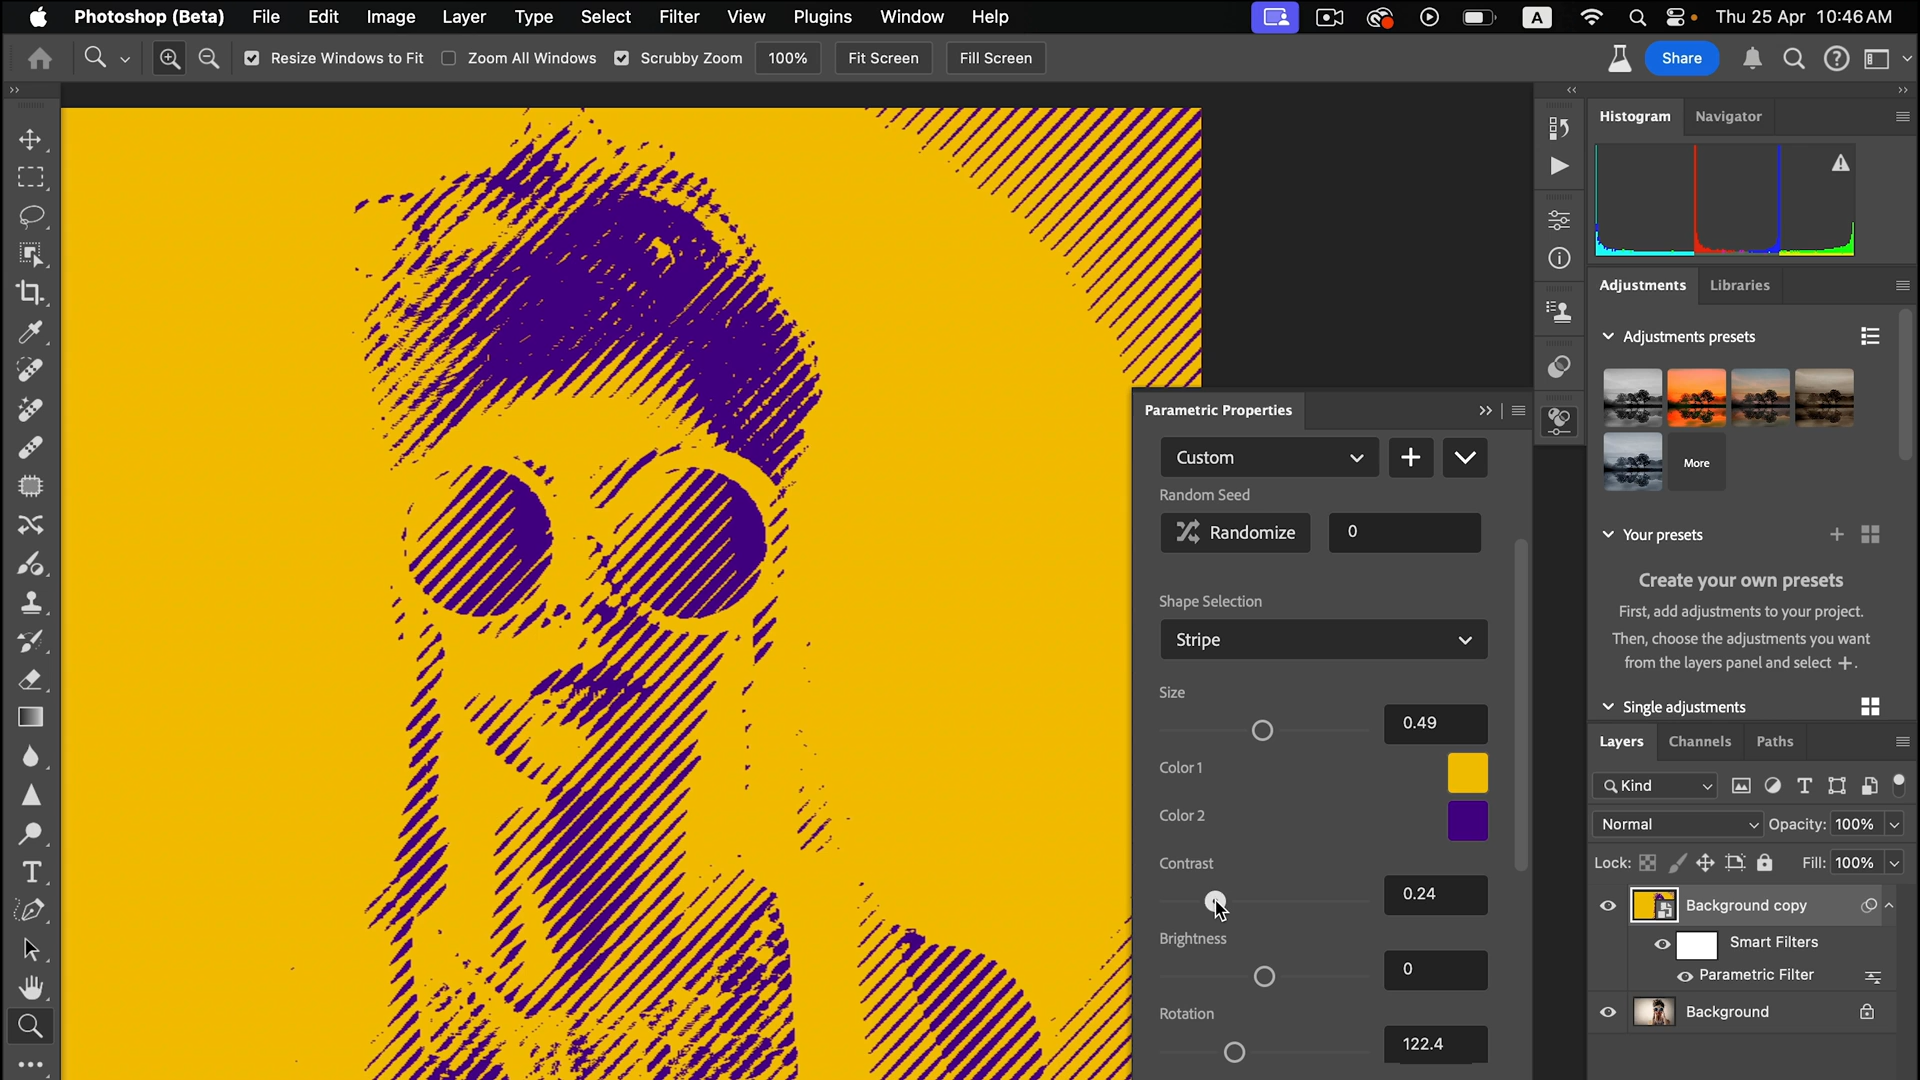 Photoshop (Beta) File Edit Image Layer Type Select Filter View Plugins Window Help A Thu 25 Apr 10:46 AM
Resize Windows to Fit Zoom All Windows Scrubby Zoom 100% Fit Screen Fill Screen Share
Histogram Navigator
Adjustments Libraries
Adjustments presets
More
Your presets
Create your own presets
First, add adjustments to your project.
Then, choose the adjustments you want
from the layers panel and select +.
Single adjustments
Parametric Properties
Custom
Random Seed
Randomize 0
Shape Selection
Stripe
Size
0.49
Color 1
Color 2
Contrast
0.24
Brightness
0
Rotation
122.4
Layers Channels Paths
Kind
Normal Opacity: 100%
Lock: Fill: 100%
Background copy
Smart Filters
Parametric Filter
Background